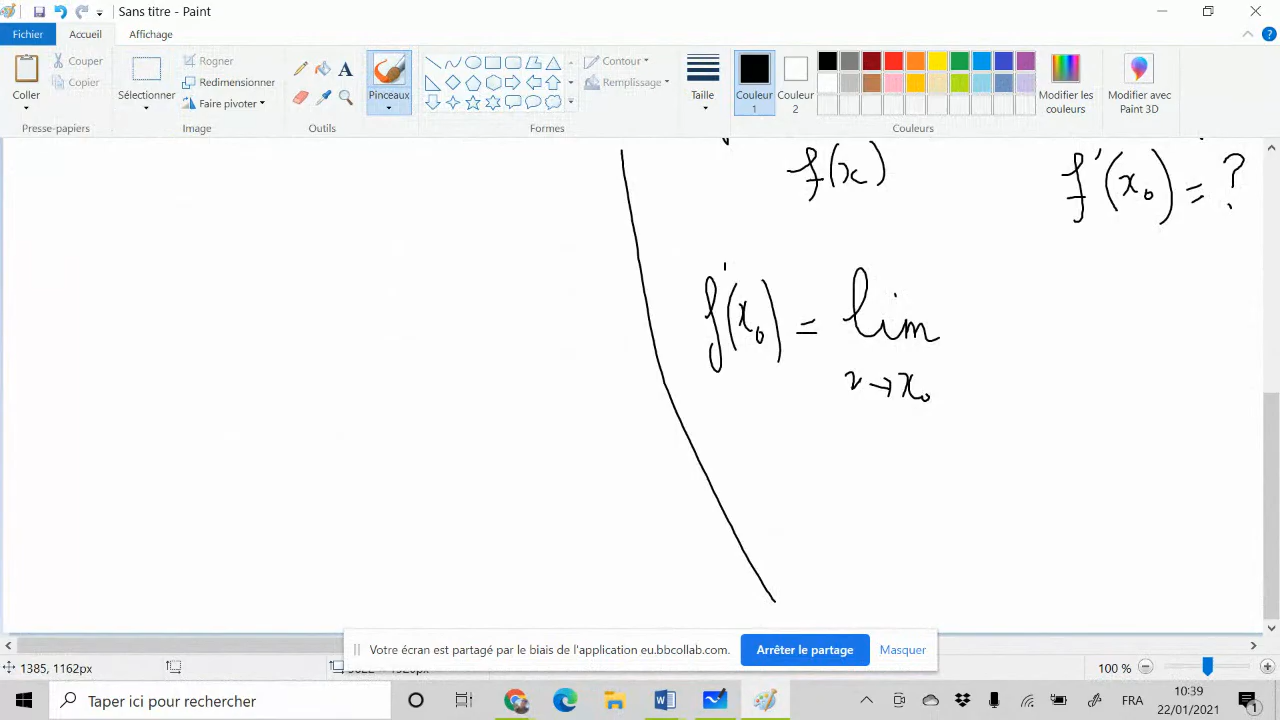 Sans titre - Paint
Fichier Accueil Affichage
Coller
Couper
Copier
Presse-papiers
Sélectionner
Rogner
Redimensionner
Faire pivoter
Image
A
Outils
Pinceaux
Contour
Remplissage
Formes
Taille
Couleur 1
Couleur 2
Couleurs
Modifier les couleurs
Modifier avec Paint 3D
f(x)
f'(x₀) = ?
f'(x₀) = lim
x→x₀
Votre écran est partagé par le biais de l'application eu.bbcollab.com.
Arrêter le partage
Masquer
1385, 1162px
100 %
Taper ici pour rechercher
FRA
10:39
22/01/2021
1